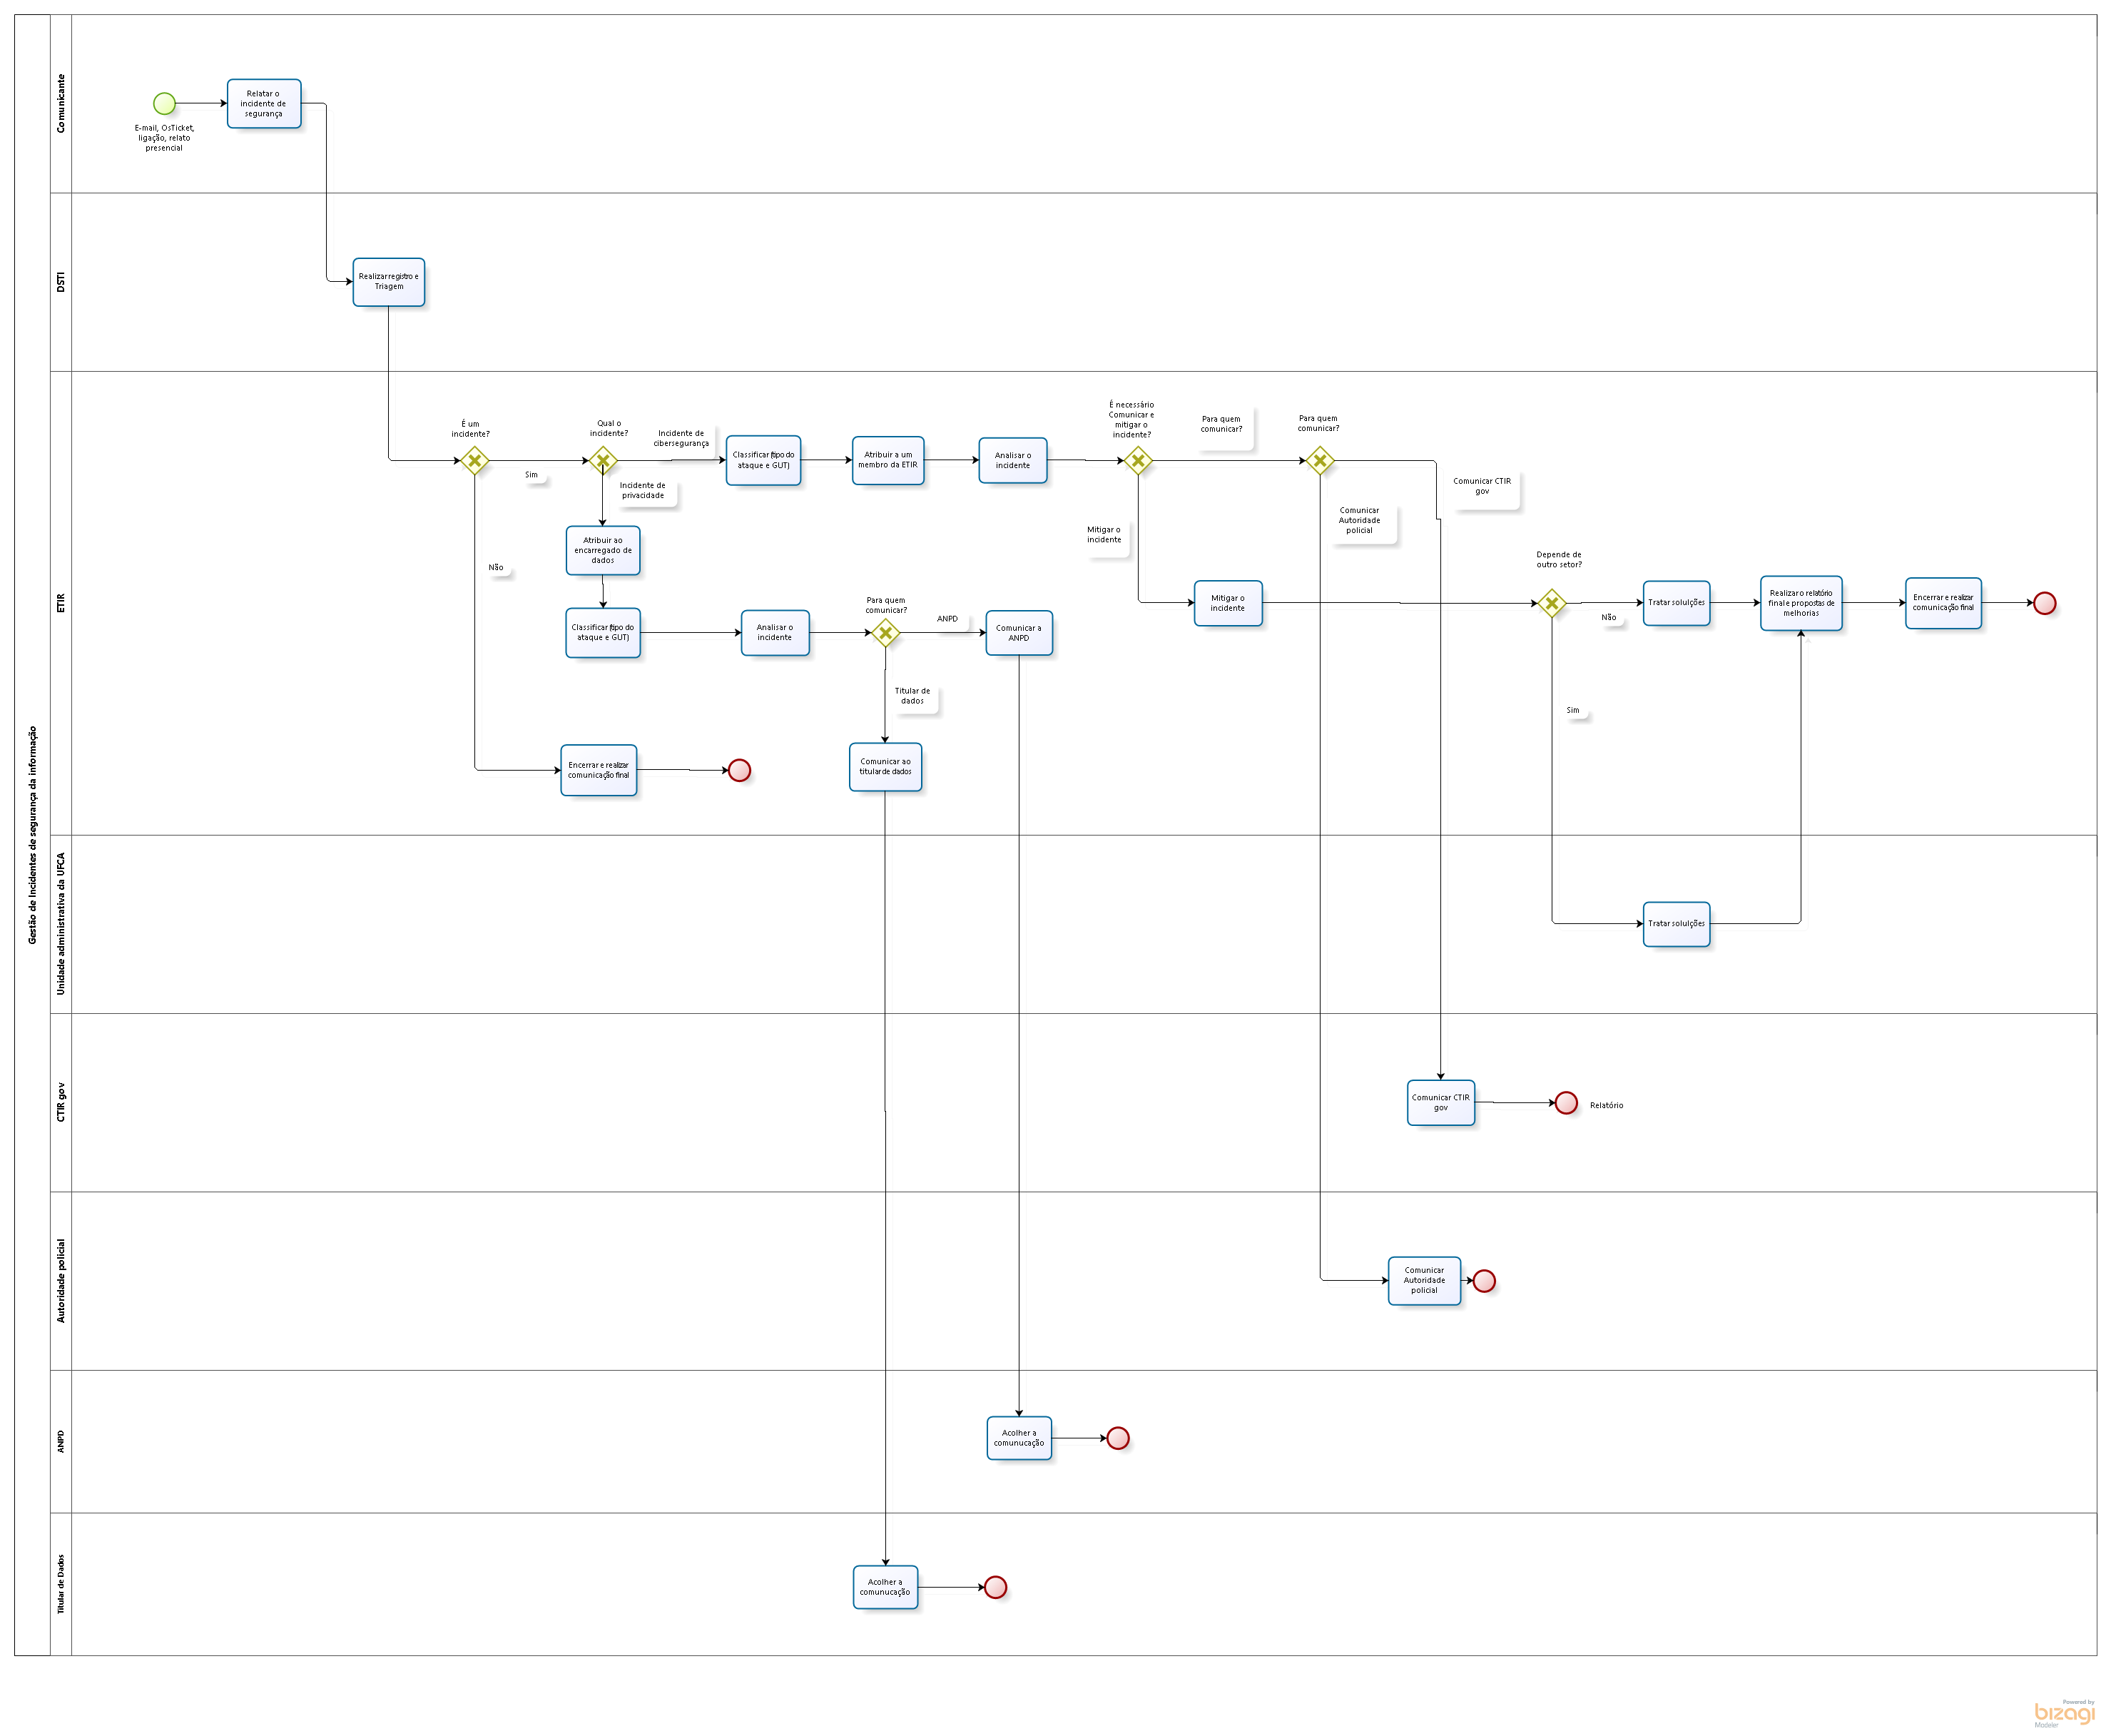 Gestão de Incidentes de segurança da informação
Comunicante
E-mail, OsTicket,
ligação, relato
presencial
Relatar o
incidente de
segurança
DSTI
Realizar registro e
Triagem
ETIR
É um
incidente?
Sim
Não
Qual o
incidente?
Incidente de
cibersegurança
Incidente de
privacidade
Classificar (tipo do
ataque e GUT)
Atribuir a um
membro da ETIR
Analisar o
incidente
É necessário
Comunicar e
mitigar o
incidente?
Para quem
comunicar?
Para quem
comunicar?
Comunicar CTIR
gov
Comunicar
Autoridade
policial
Mitigar o
incidente
Atribuir ao
encarregado de
dados
Classificar (tipo do
ataque e GUT)
Analisar o
incidente
Para quem
comunicar?
ANPD
Comunicar a
ANPD
Titular de
dados
Comunicar ao
titular de dados
Mitigar o
incidente
Depende de
outro setor?
Não
Sim
Tratar soluições
Realizar o relatório
final e propostas de
melhorias
Encerrar e realizar
comunicação final
Encerrar e realizar
comunicação final
Unidade administrativa da UFCA
Tratar soluições
CTIR gov
Comunicar CTIR
gov
Relatório
Autoridade policial
Comunicar
Autoridade
policial
ANPD
Acolher a
comunucação
Titular de Dados
Acolher a
comunucação
Powered by
bizagi
Modeler